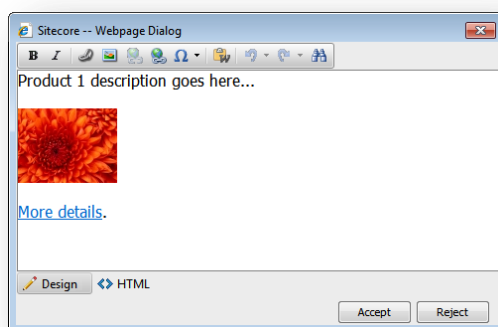 Sitecore -- Webpage Dialog
B I Ω
Product 1 description goes here...
More details.
Design HTML
Accept Reject